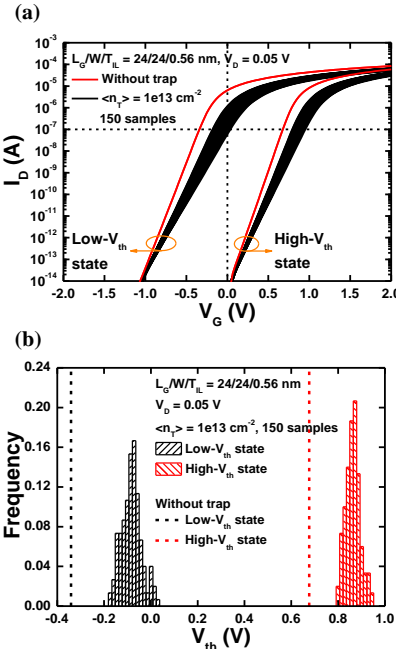 (a)
10⁻³
10⁻⁴
10⁻⁵
10⁻⁶
10⁻⁷
10⁻⁸
10⁻⁹
10⁻¹⁰
10⁻¹¹
10⁻¹²
10⁻¹³
10⁻¹⁴
I_D (A)
L_G/W/T_IL = 24/24/0.56 nm, V_D = 0.05 V
Without trap
<n_T> = 1e13 cm⁻²
150 samples
Low-V_th
state
High-V_th
state
-2.0 -1.5 -1.0 -0.5 0.0 0.5 1.0 1.5 2.0
V_G (V)
(b)
0.24
0.20
0.16
0.12
0.08
0.04
0.00
Frequency
L_G/W/T_IL = 24/24/0.56 nm
V_D = 0.05 V
<n_T> = 1e13 cm⁻², 150 samples
Low-V_th state
High-V_th state
Without trap
Low-V_th state
High-V_th state
-0.4 -0.2 0.0 0.2 0.4 0.6 0.8 1.0
V_th (V)